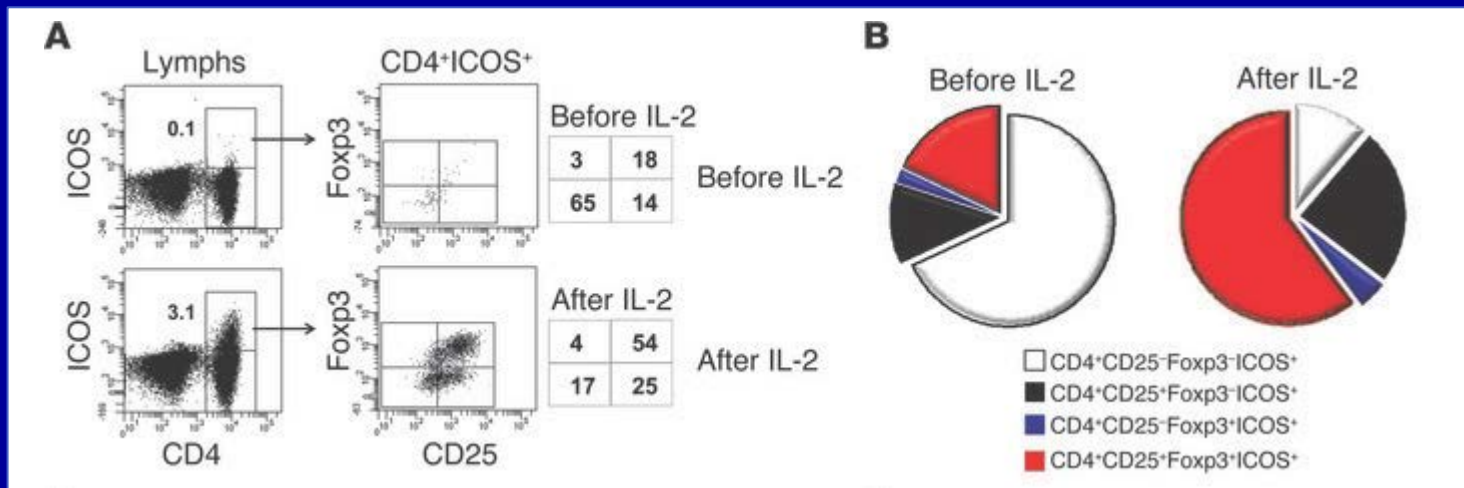 A
Lymphs
CD4⁺ICOS⁺
ICOS
0.1
Foxp3
Before IL-2
3 18
65 14
Before IL-2
ICOS
3.1
Foxp3
After IL-2
4 54
17 25
After IL-2
CD4
CD25
B
Before IL-2
After IL-2
CD4⁺CD25⁻Foxp3⁻ICOS⁺
CD4⁺CD25⁺Foxp3⁻ICOS⁺
CD4⁺CD25⁻Foxp3⁺ICOS⁺
CD4⁺CD25⁺Foxp3⁺ICOS⁺